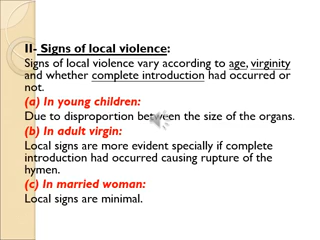 II- Signs of local violence:
Signs of local violence vary according to age, virginity
and whether complete introduction had occurred or
not.
(a) In young children:
Due to disproportion between the size of the organs.
(b) In adult virgin:
Local signs are more evident specially if complete
introduction had occurred causing rupture of the
hymen.
(c) In married woman:
Local signs are minimal.